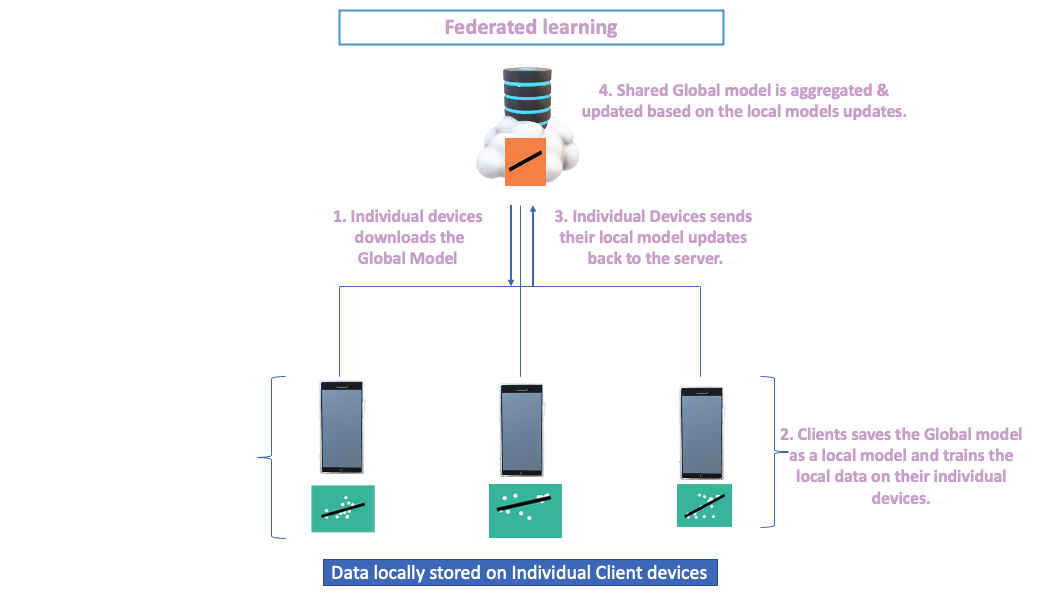 Federated learning
4. Shared Global model is aggregated &
updated based on the local models updates.
1. Individual devices
downloads the
Global Model
3. Individual Devices sends
their local model updates
back to the server.
2. Clients saves the Global model
as a local model and trains the
local data on their individual
devices.
Data locally stored on Individual Client devices